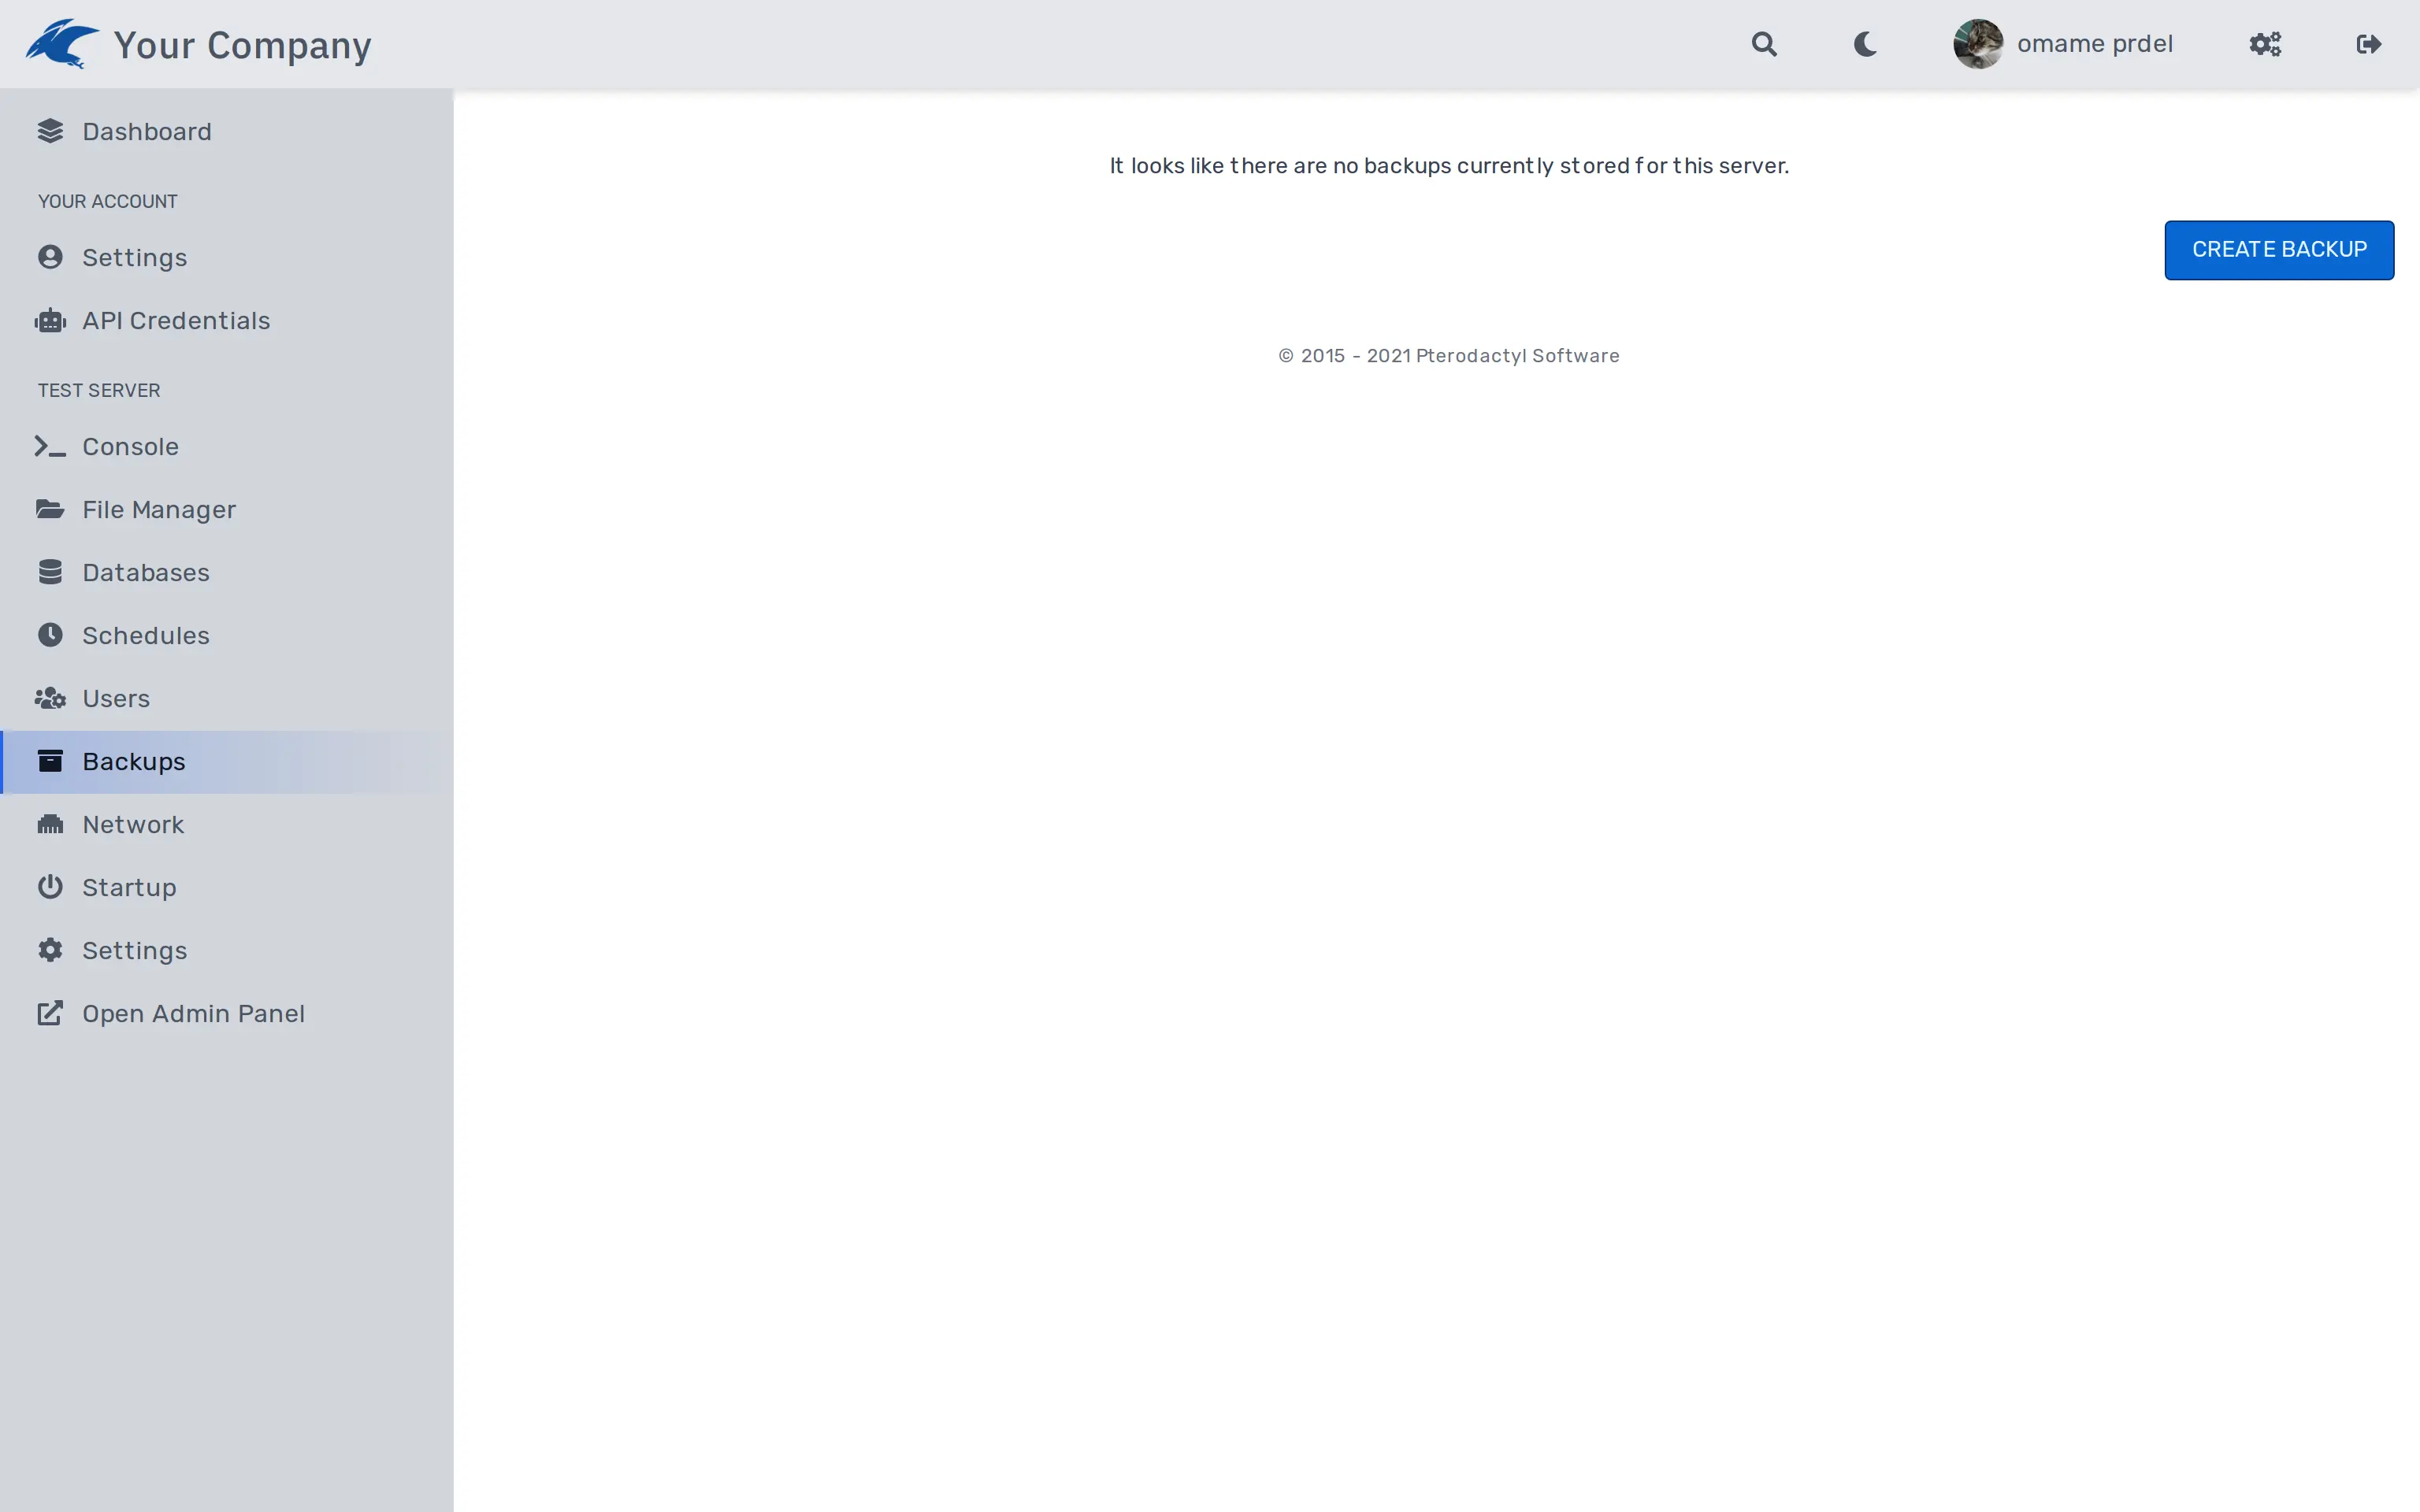 Your Company
omame prdel
Dashboard
YOUR ACCOUNT
Settings
API Credentials
TEST SERVER
Console
File Manager
Databases
Schedules
Users
Backups
Network
Startup
Settings
Open Admin Panel
It looks like there are no backups currently stored for this server.
CREATE BACKUP
© 2015 - 2021 Pterodactyl Software